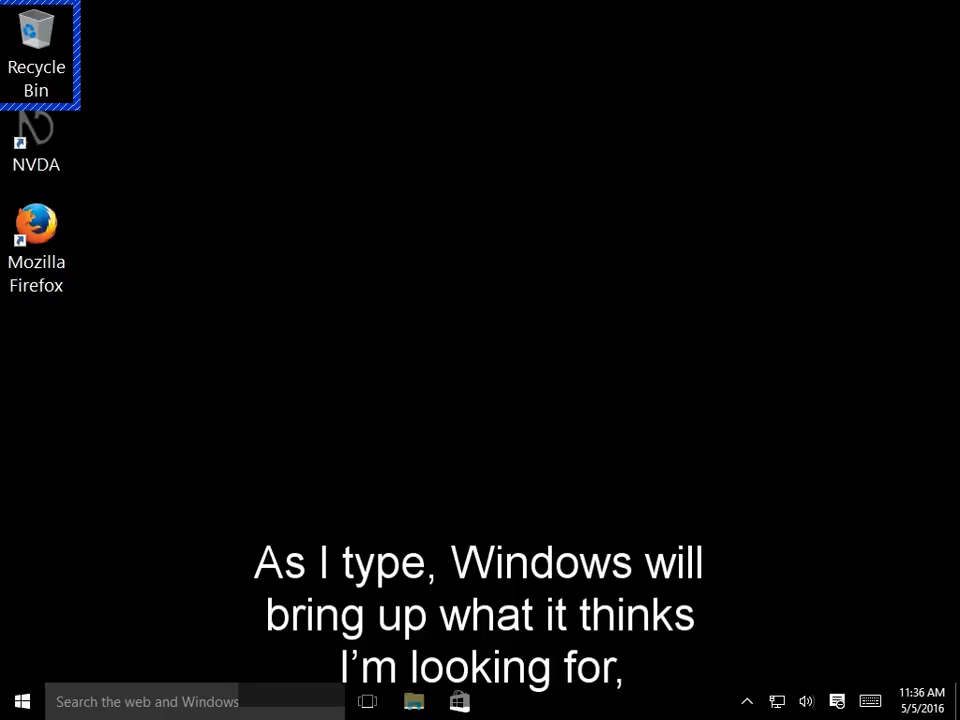 Recycle
Bin
NVDA
Mozilla
Firefox
As I type, Windows will
bring up what it thinks
I’m looking for,
Search the web and Windows
11:36 AM
5/5/2016